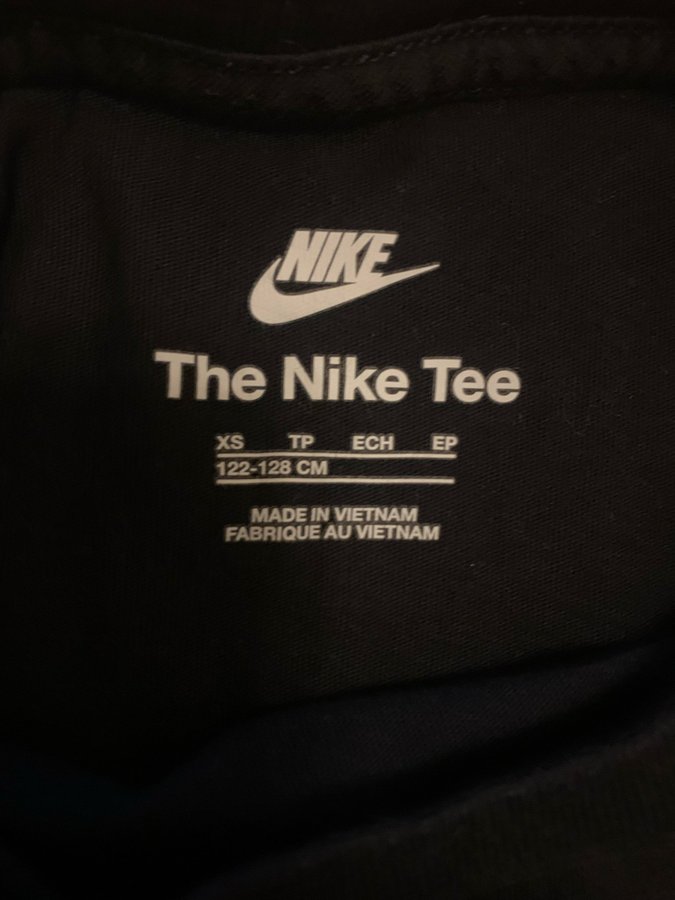 NIKE
The Nike Tee
XS TP ECH EP
122-128 CM
MADE IN VIETNAM
FABRIQUE AU VIETNAM